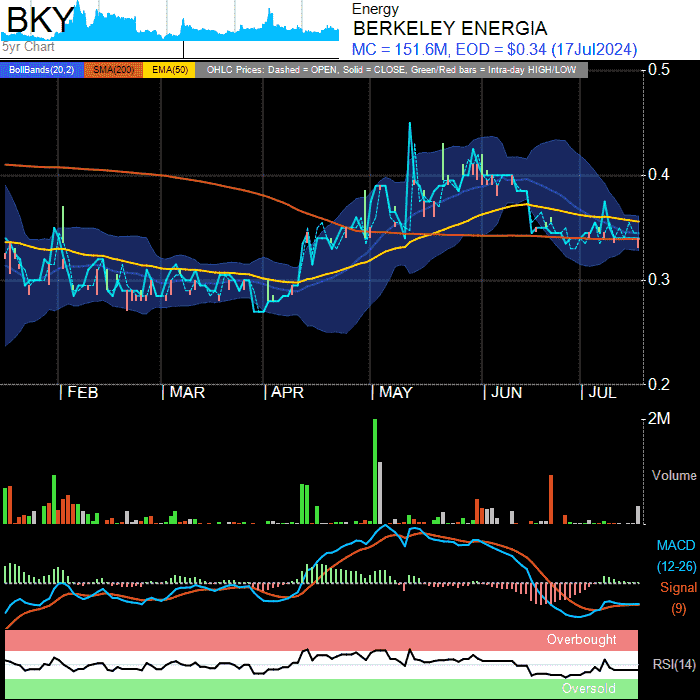 BKY
5yr Chart
Energy
BERKELEY ENERGIA
MC = 151.6M, EOD = $0.34 (17Jul2024)
BollBands(20,2) SMA(200) EMA(50) OHLC Prices: Dashed = OPEN, Solid = CLOSE, Green/Red bars = Intra-day HIGH/LOW
0.5
0.4
0.3
0.2
FEB MAR APR MAY JUN JUL
2M
Volume
MACD
(12-26)
Signal
(9)
Overbought
RSI(14)
Oversold